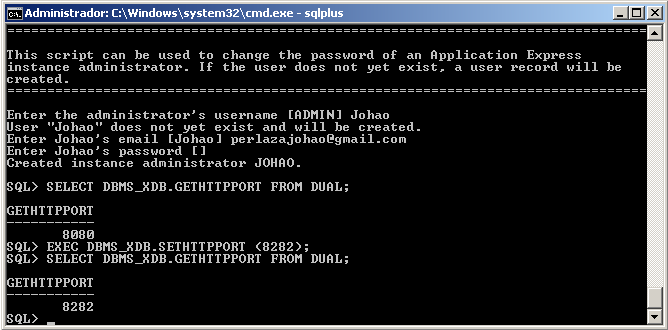 Administrador: C:\Windows\system32\cmd.exe - sqlplus
================================================================================
This script can be used to change the password of an Application Express
instance administrator. If the user does not yet exist, a user record will be
created.
================================================================================
Enter the administrator's username [ADMIN] Johao
User "Johao" does not yet exist and will be created.
Enter Johao's email [Johao] perlazajohao@gmail.com
Enter Johao's password []
Created instance administrator JOHAO.
SQL> SELECT DBMS_XDB.GETHTTPPORT FROM DUAL;
GETHTTPPORT
-----------
8080
SQL> EXEC DBMS_XDB.SETHTTPPORT (8282);
SQL> SELECT DBMS_XDB.GETHTTPPORT FROM DUAL;
GETHTTPPORT
-----------
8282
SQL> _